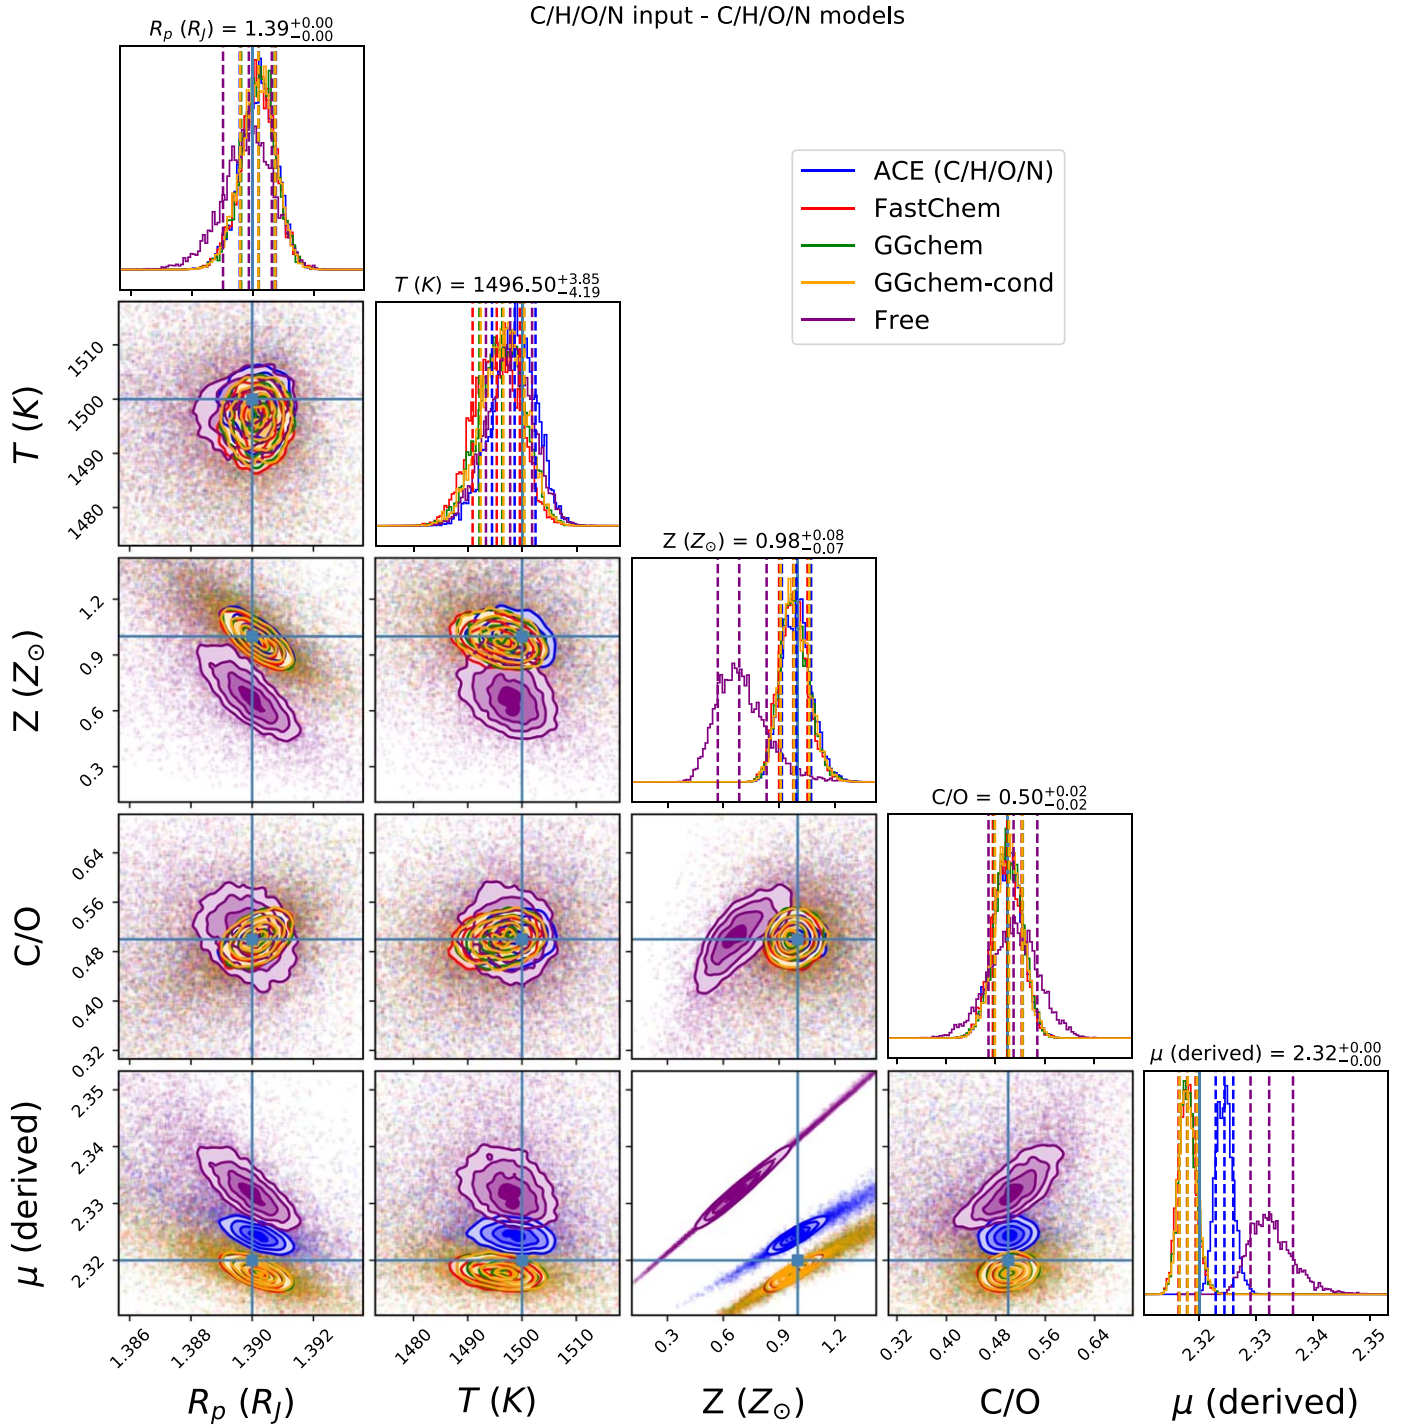 C/H/O/N input - C/H/O/N models
R_p (R_J) = 1.39^{+0.00}_{-0.00}
ACE (C/H/O/N)
FastChem
GGchem
GGchem-cond
Free
T (K) = 1496.50^{+3.85}_{-4.19}
T (K)
1510
1500
1490
1480
Z (Z_⊙) = 0.98^{+0.08}_{-0.07}
Z (Z_⊙)
1.2
0.9
0.6
0.3
C/O = 0.50^{+0.02}_{-0.02}
C/O
0.64
0.56
0.48
0.40
0.32
μ (derived) = 2.32^{+0.00}_{-0.00}
μ (derived)
2.35
2.34
2.33
2.32
1.386 1.388 1.390 1.392 1480 1490 1500 1510 0.3 0.6 0.9 1.2 0.32 0.40 0.48 0.56 0.64 2.32 2.33 2.34 2.35
R_p (R_J) T (K) Z (Z_⊙) C/O μ (derived)